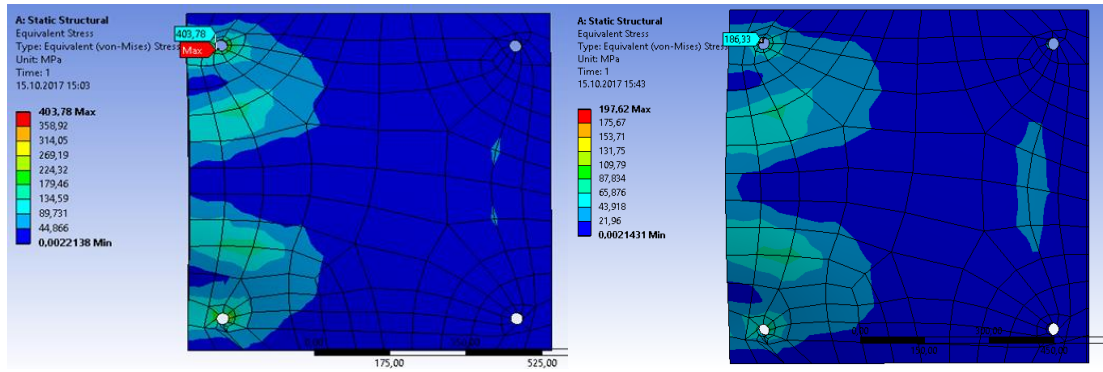 A: Static Structural
Equivalent Stress
Type: Equivalent (von-Mises) Stress
Unit: MPa
Time: 1
15.10.2017 15:03
403,78 Max
358,92
314,05
269,19
224,32
179,46
134,59
89,731
44,866
0,0022138 Min
403,78
Max
0,00
175,00
525,00
A: Static Structural
Equivalent Stress
Type: Equivalent (von-Mises) Stress
Unit: MPa
Time: 1
15.10.2017 15:43
197,62 Max
175,67
153,71
131,75
109,79
87,834
65,876
43,918
21,96
0,0021431 Min
186,33
0,00